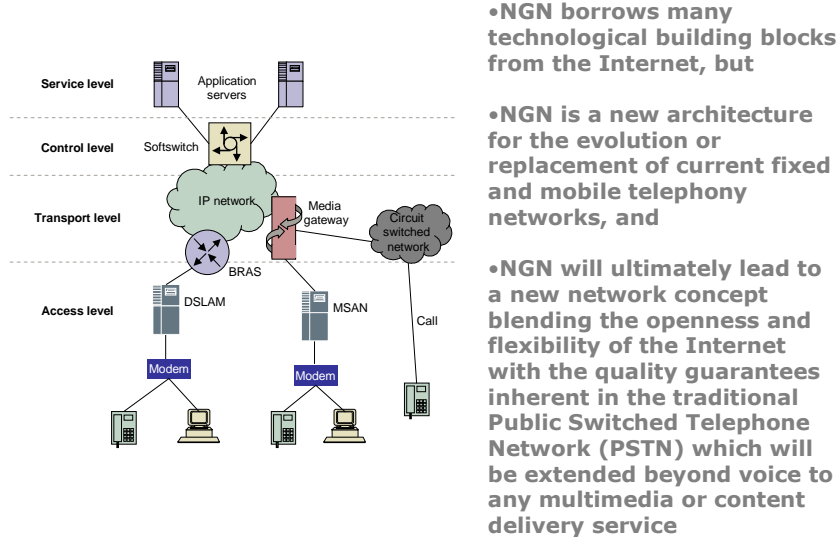 Service level
Application
servers
Control level
Softswitch
IP network
Media
gateway
Transport level
Circuit
switched
network
BRAS
Access level
DSLAM
MSAN
Call
Modem
Modem
•NGN borrows many
technological building blocks
from the Internet, but
•NGN is a new architecture
for the evolution or
replacement of current fixed
and mobile telephony
networks, and
•NGN will ultimately lead to
a new network concept
blending the openness and
flexibility of the Internet
with the quality guarantees
inherent in the traditional
Public Switched Telephone
Network (PSTN) which will
be extended beyond voice to
any multimedia or content
delivery service